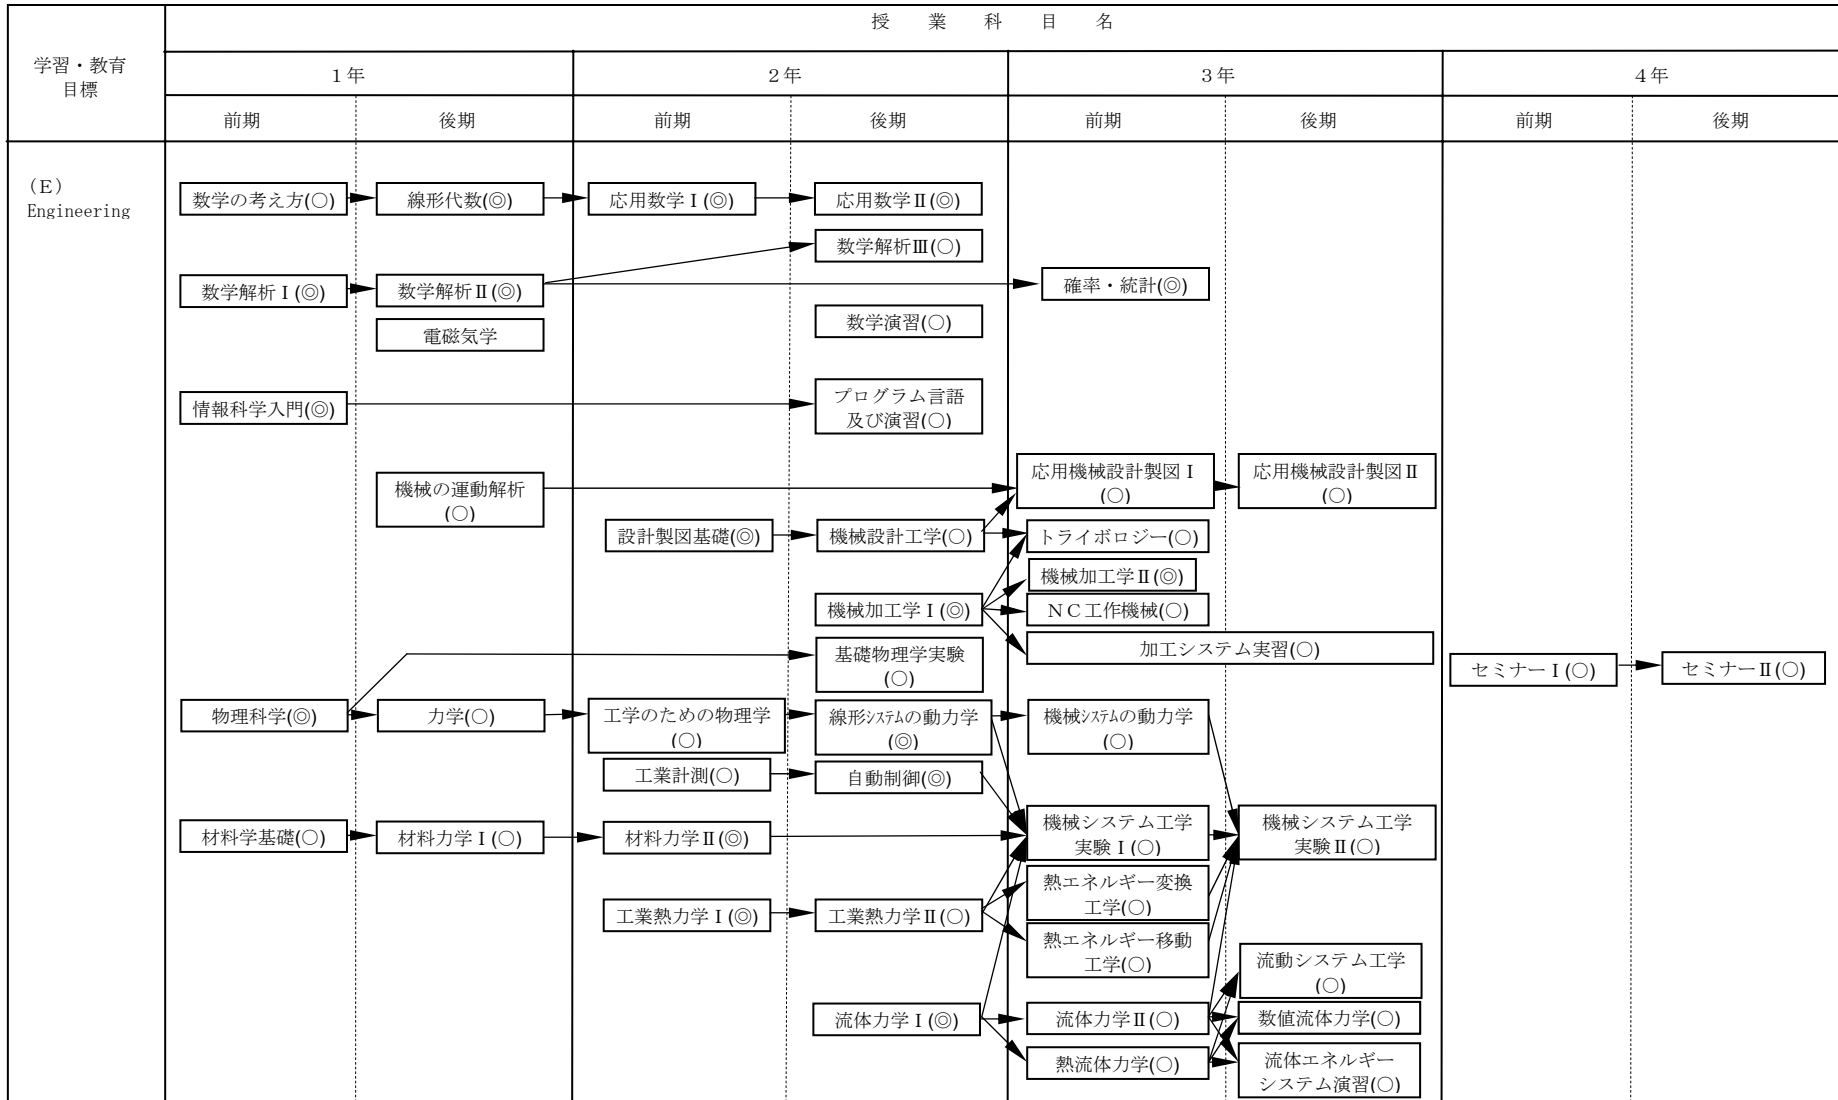 授業科目名
学習・教育
目標
1年
2年
3年
4年
前期
後期
前期
後期
前期
後期
前期
後期
(E)
Engineering
数学の考え方(○)
線形代数(◎)
応用数学Ⅰ(◎)
応用数学Ⅱ(◎)
数学解析Ⅲ(○)
数学解析Ⅰ(◎)
数学解析Ⅱ(◎)
確率・統計(◎)
電磁気学
数学演習(○)
情報科学入門(◎)
プログラム言語
及び演習(○)
機械の運動解析
(○)
応用機械設計製図Ⅰ
(○)
応用機械設計製図Ⅱ
(○)
設計製図基礎(◎)
機械設計工学(○)
トライボロジー(○)
機械加工学Ⅱ(◎)
機械加工学Ⅰ(◎)
NC工作機械(○)
加工システム実習(○)
基礎物理学実験
(○)
セミナーⅠ(○)
セミナーⅡ(○)
物理科学(◎)
力学(○)
工学のための物理学
(○)
線形システムの動力学
(◎)
機械システムの動力学
(○)
工業計測(○)
自動制御(◎)
材料学基礎(○)
材料力学Ⅰ(○)
材料力学Ⅱ(◎)
機械システム工学
実験Ⅰ(○)
機械システム工学
実験Ⅱ(○)
熱エネルギー変換
工学(○)
工業熱力学Ⅰ(◎)
工業熱力学Ⅱ(○)
熱エネルギー移動
工学(○)
流動システム工学
(○)
流体力学Ⅰ(◎)
流体力学Ⅱ(○)
数値流体力学(○)
熱流体力学(○)
流体エネルギー
システム演習(○)